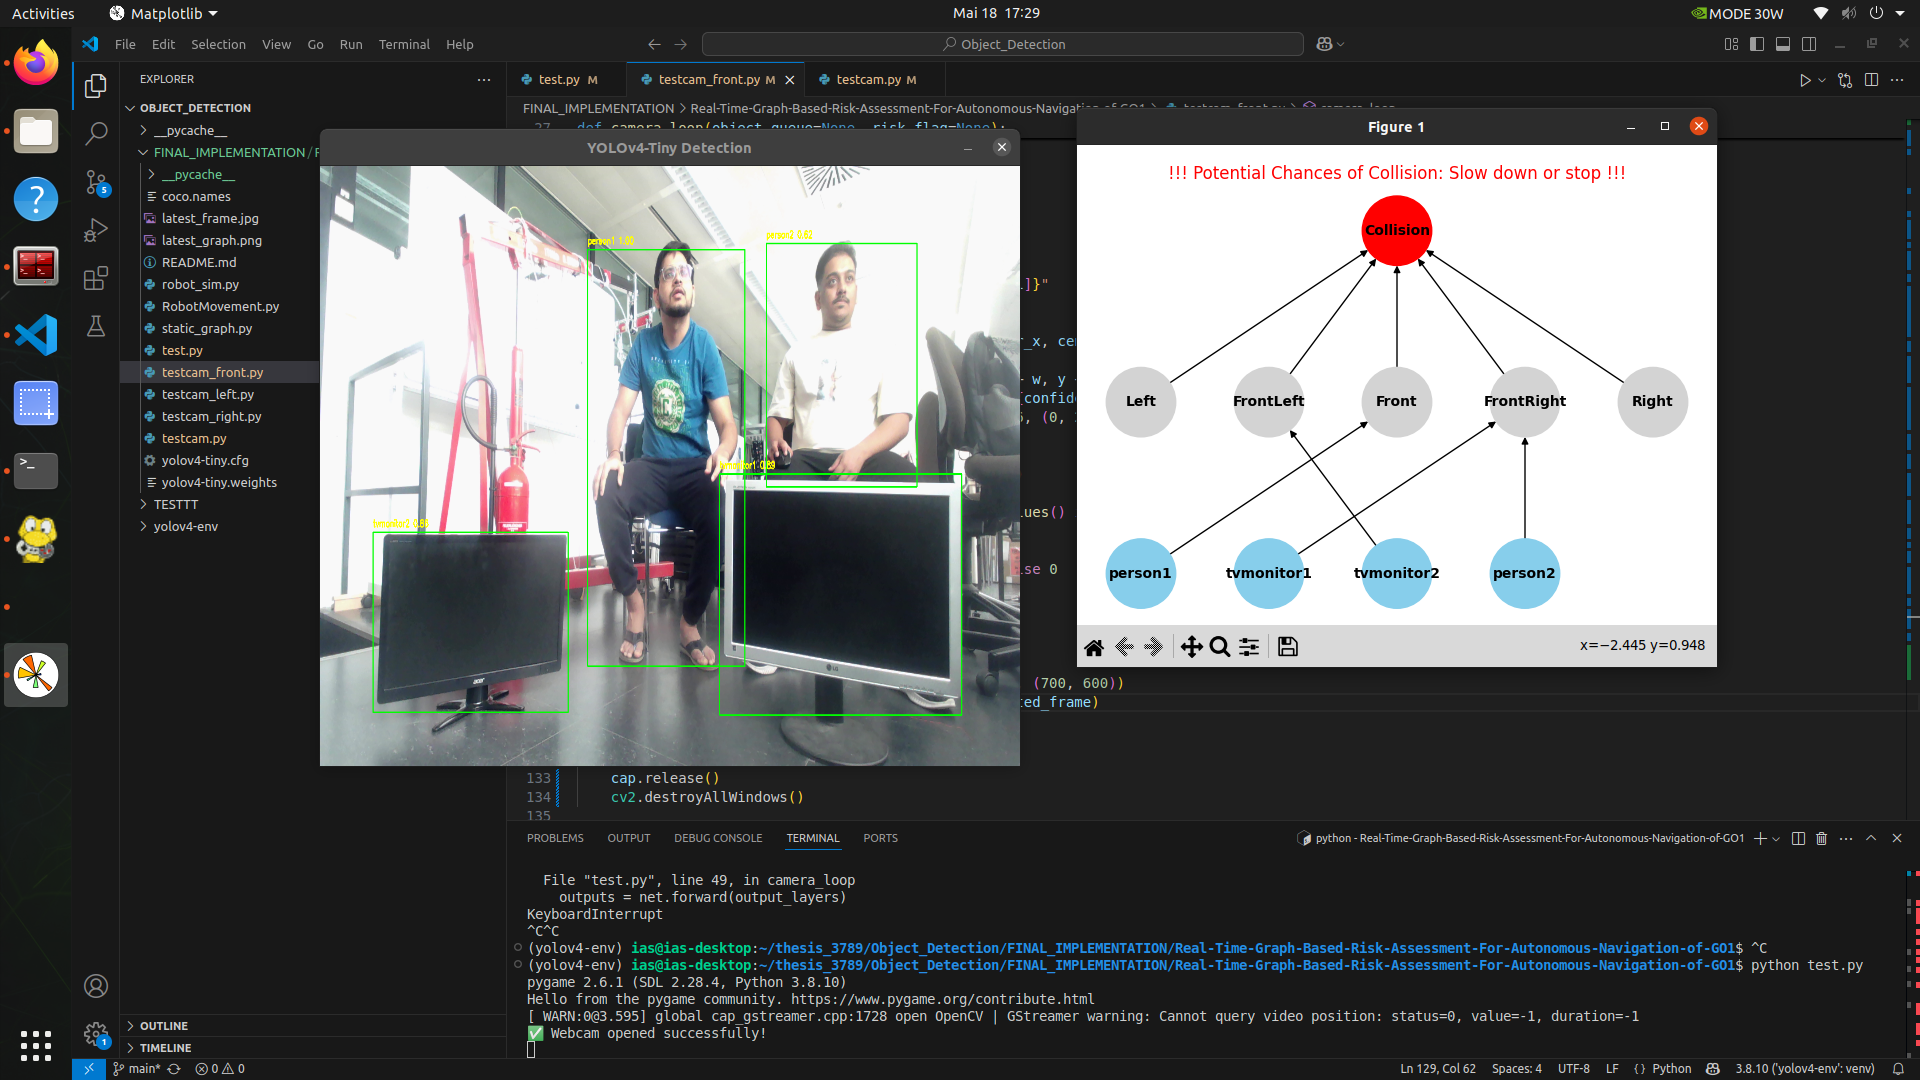 Activities
Matplotlib
Mai 18 17:29
MODE 30W
File Edit Selection View Go Run Terminal Help
Object_Detection
EXPLORER
OBJECT_DETECTION
__pycache__
FINAL_IMPLEMENTATION /
__pycache__
coco.names
latest_frame.jpg
latest_graph.png
README.md
robot_sim.py
RobotMovement.py
static_graph.py
test.py
testcam_front.py
testcam_left.py
testcam_right.py
testcam.py
yolov4-tiny.cfg
yolov4-tiny.weights
TESTTT
yolov4-env
OUTLINE
TIMELINE
5
1
test.py M
testcam_front.py M
testcam.py M
FINAL_IMPLEMENTATION > Real-Time-Graph-Based-Risk-Assessment-For-Autonomous-Navigation-of-GO1
YOLOv4-Tiny Detection
person1 1.00
person2 0.62
acer
LG
Figure 1
!!! Potential Chances of Collision: Slow down or stop !!!
Collision
Left
FrontLeft
Front
FrontRight
Right
person1
tvmonitor1
tvmonitor2
person2
x=−2.445 y=0.948
]}"
_x, cer
w, y
(confide
, (0,
lues()
lse 0
(700, 600))
ted_frame)
133 cap.release()
134 cv2.destroyAllWindows()
135
PROBLEMS OUTPUT DEBUG CONSOLE TERMINAL PORTS
python - Real-Time-Graph-Based-Risk-Assessment-For-Autonomous-Navigation-of-GO1
File "test.py", line 49, in camera_loop
outputs = net.forward(output_layers)
KeyboardInterrupt
^C^C
(yolov4-env) ias@ias-desktop:~/thesis_3789/Object_Detection/FINAL_IMPLEMENTATION/Real-Time-Graph-Based-Risk-Assessment-For-Autonomous-Navigation-of-GO1$ ^C
(yolov4-env) ias@ias-desktop:~/thesis_3789/Object_Detection/FINAL_IMPLEMENTATION/Real-Time-Graph-Based-Risk-Assessment-For-Autonomous-Navigation-of-GO1$ python test.py
pygame 2.6.1 (SDL 2.28.4, Python 3.8.10)
Hello from the pygame community. https://www.pygame.org/contribute.html
[ WARN:0@3.595] global cap_gstreamer.cpp:1728 open OpenCV | GStreamer warning: Cannot query video position: status=0, value=-1, duration=-1
✅ Webcam opened successfully!
main*
0 0
Ln 129, Col 62
Spaces: 4
UTF-8
LF
{} Python
3.8.10 ('yolov4-env': venv)